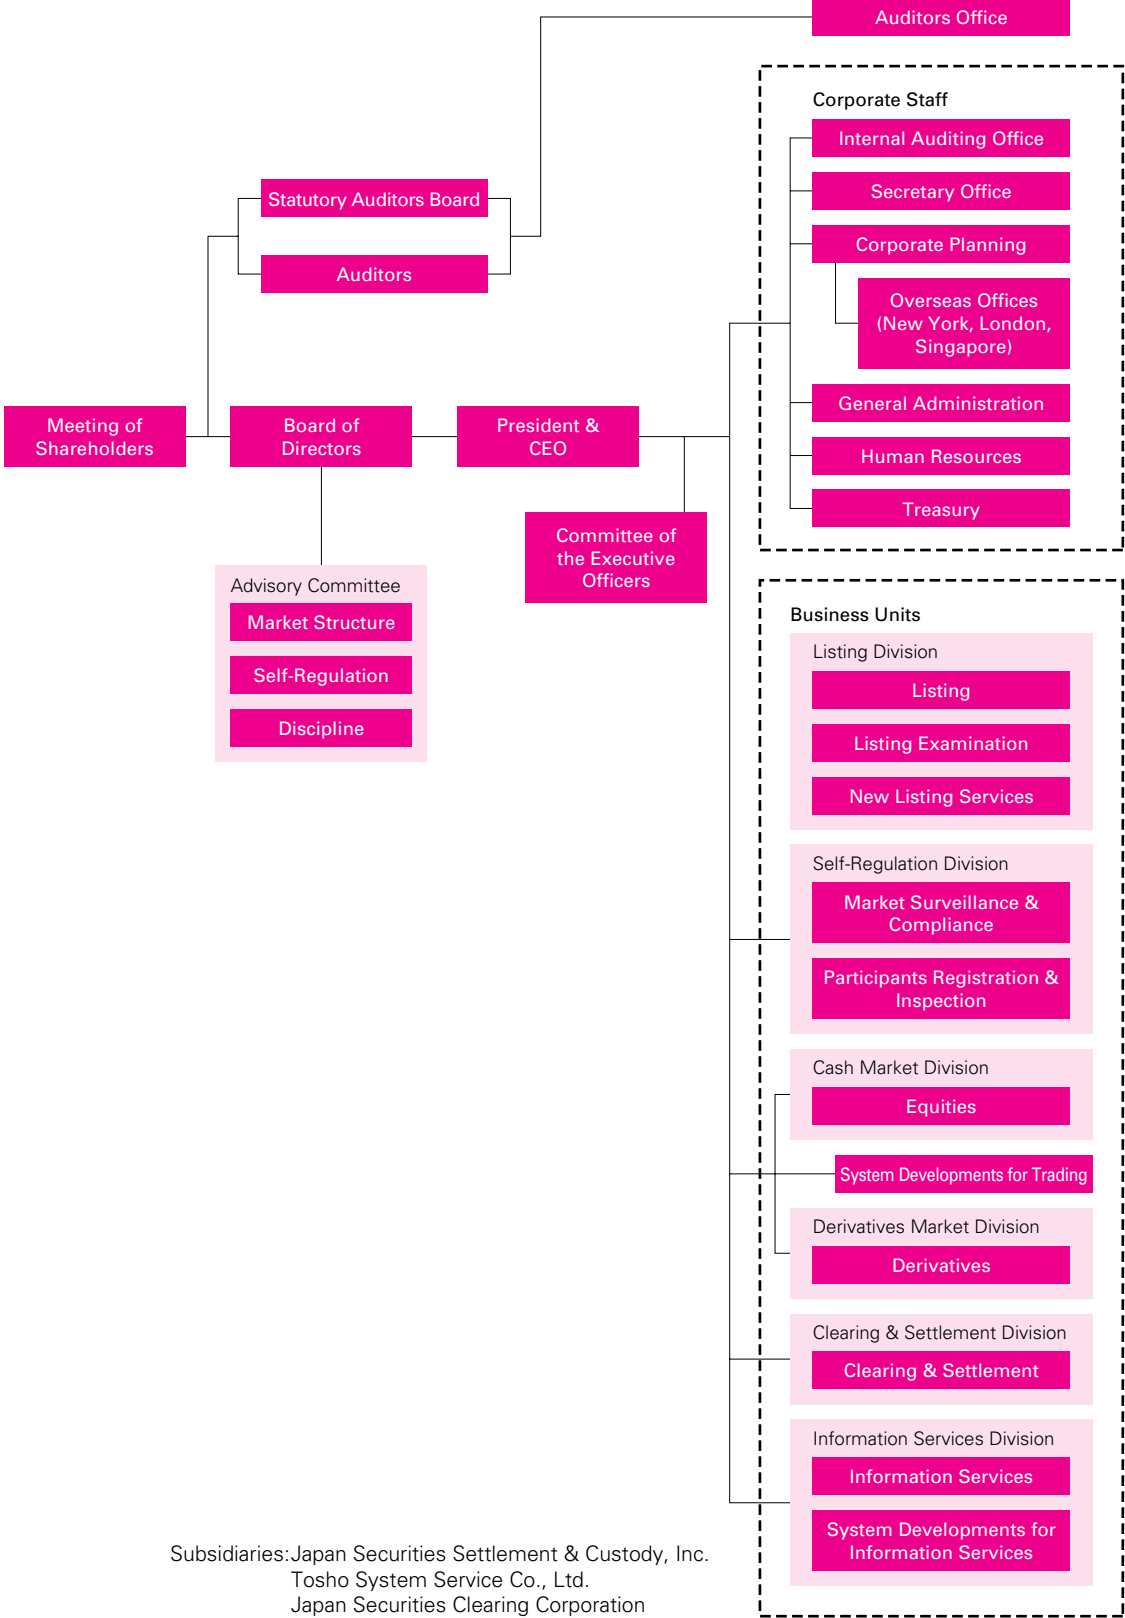 Auditors Office
Corporate Staff
Internal Auditing Office
Secretary Office
Corporate Planning
Overseas Offices
(New York, London,
Singapore)
General Administration
Human Resources
Treasury
Statutory Auditors Board
Auditors
Meeting of
Shareholders
Board of
Directors
President &
CEO
Committee of
the Executive
Officers
Advisory Committee
Market Structure
Self-Regulation
Discipline
Business Units
Listing Division
Listing
Listing Examination
New Listing Services
Self-Regulation Division
Market Surveillance &
Compliance
Participants Registration &
Inspection
Cash Market Division
Equities
System Developments for Trading
Derivatives Market Division
Derivatives
Clearing & Settlement Division
Clearing & Settlement
Information Services Division
Information Services
System Developments for
Information Services
Subsidiaries:Japan Securities Settlement & Custody, Inc.
Tosho System Service Co., Ltd.
Japan Securities Clearing Corporation